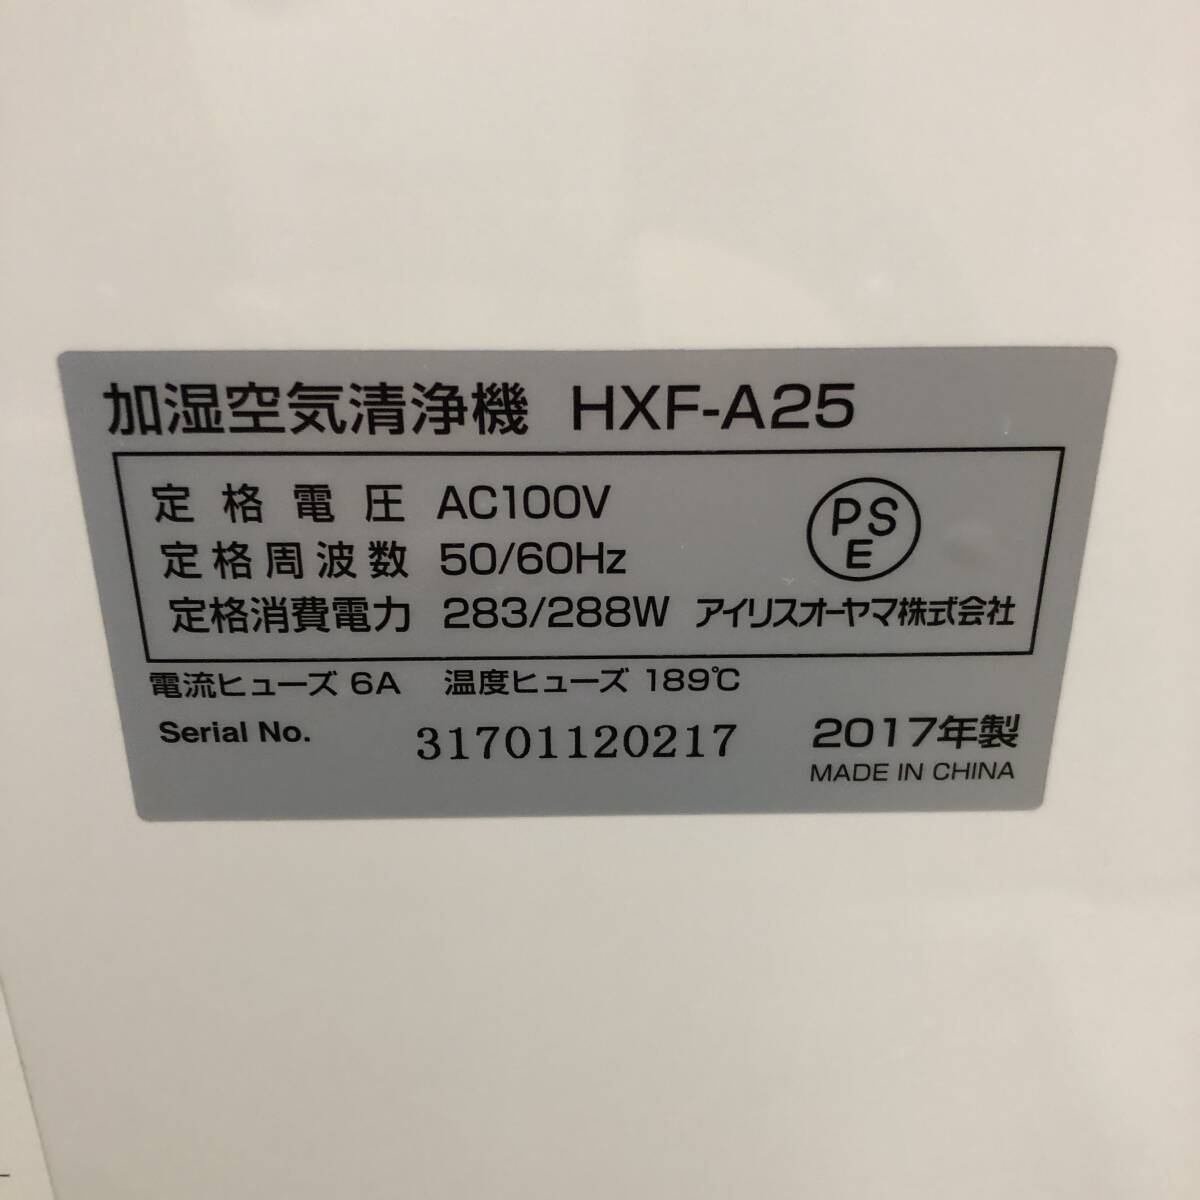 加湿空気清浄機 HXF-A25
定格電圧 AC100V
定格周波数 50/60Hz
定格消費電力 283/288W
PSE
アイリスオーヤマ株式会社
電流ヒューズ 6A 温度ヒューズ 189℃
Serial No. 31701120217
2017年製
MADE IN CHINA